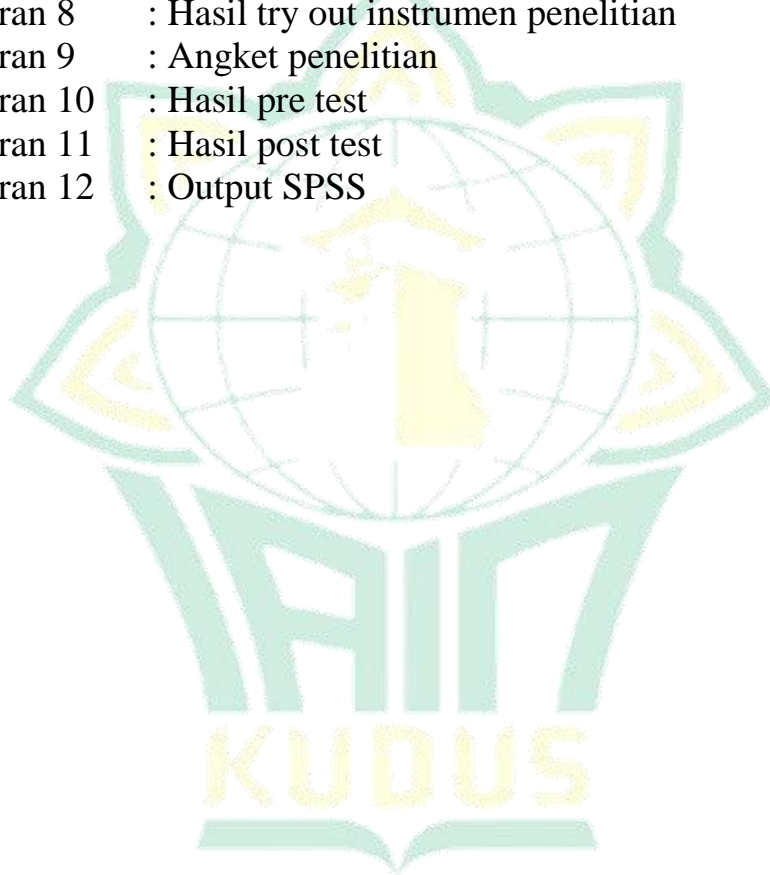 ran 8 : Hasil try out instrumen penelitian
ran 9 : Angket penelitian
ran 10 : Hasil pre test
ran 11 : Hasil post test
ran 12 : Output SPSS
IAIN
KUDUS